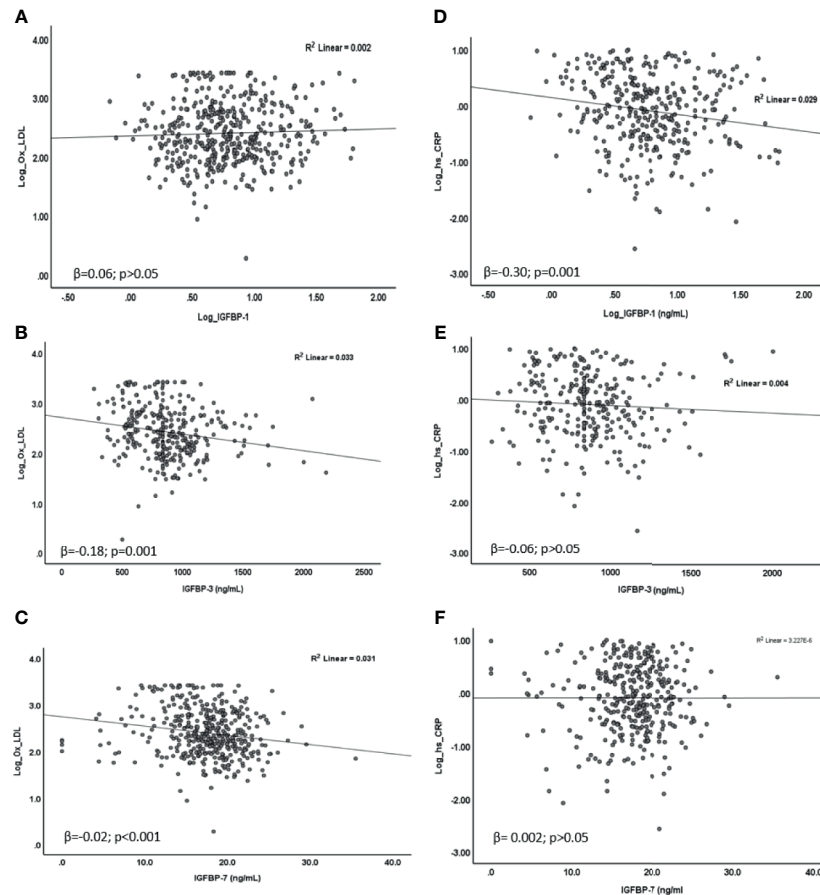 A
4.00
3.00
2.00
1.00
.00
Log_Ox_LDL
R² Linear = 0.002
β=0.06; p>0.05
-.50 .00 .50 1.00 1.50 2.00
Log_IGFBP-1
B
4.0
3.0
2.0
1.0
.0
Log_Ox_LDL
R² Linear = 0.033
β=-0.18; p=0.001
0 500 1000 1500 2000 2500
IGFBP-3 (ng/mL)
C
4.0
3.0
2.0
1.0
.0
Log_Ox_LDL
R² Linear = 0.031
β=-0.02; p<0.001
.0 10.0 20.0 30.0 40.0
IGFBP-7 (ng/mL)
D
1.00
.00
-1.00
-2.00
-3.00
Log_hs_CRP
R² Linear = 0.029
β=-0.30; p=0.001
-.50 .00 .50 1.00 1.50 2.00
Log_IGFBP-1 (ng/mL)
E
1.00
.00
-1.00
-2.00
-3.00
Log_hs_CRP
R² Linear = 0.004
β=-0.06; p>0.05
500 1000 1500 2000
IGFBP-3 (ng/mL)
F
1.00
.00
-1.00
-2.00
-3.00
Log_hs_CRP
R² Linear = 3.227E-6
β= 0.002; p>0.05
.0 10.0 20.0 30.0 40.0
IGFBP-7 (ng/ml